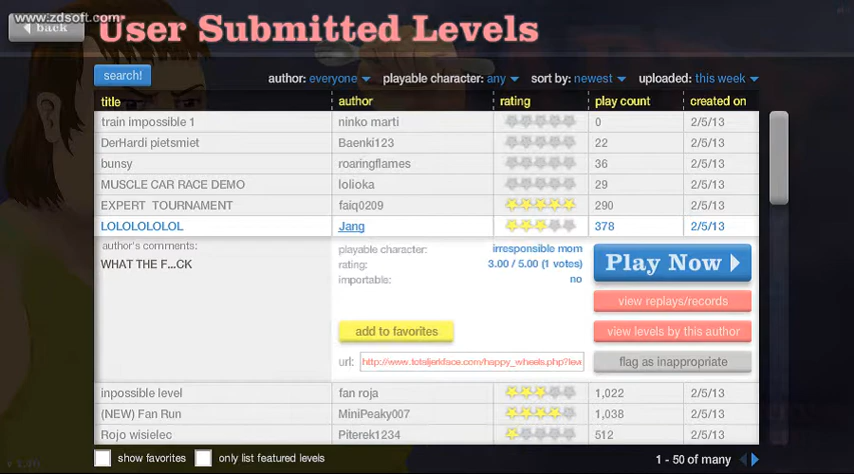 www.zdsoft.com
back
User Submitted Levels
search!
author: everyone playable character: any sort by: newest uploaded: this week
title author rating play count created on
train impossible 1 ninko marti 0 2/5/13
DerHardi pietsmiet Baenki123 22 2/5/13
bunsy roaringflames 36 2/5/13
MUSCLE CAR RACE DEMO lolioka 29 2/5/13
EXPERT TOURNAMENT faiq0209 290 2/5/13
LOLOLOLOLOL Jang 378 2/5/13
author's comments:
WHAT THE F...CK
playable character: irresponsible mom
rating: 3.00 / 5.00 (1 votes)
importable: no
Play Now
view replays/records
add to favorites
view levels by this author
url: http://www.totaljerkface.com/happy_wheels.php?leve
flag as inappropriate
inpossible level fan roja 1,022 2/5/13
(NEW) Fan Run MiniPeaky007 1,038 2/5/13
Rojo wisielec Piterek1234 512 2/5/13
show favorites only list featured levels 1 - 50 of many